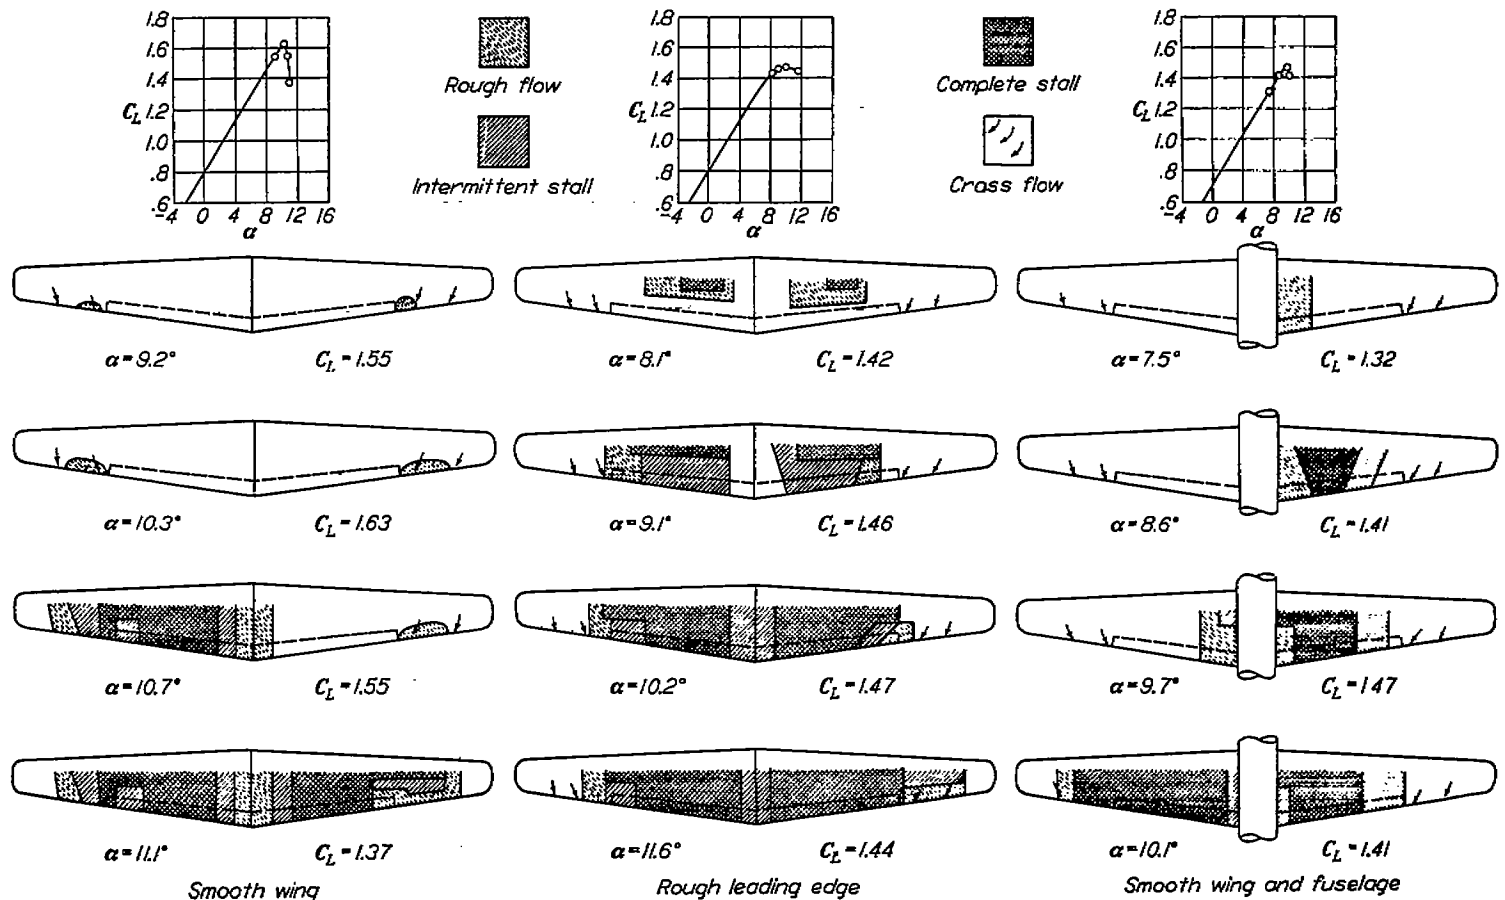 1.8 1.8 1.8
1.6 1.6 1.6
1.4 1.4 1.4
C_L 1.2 C_L 1.2 C_L 1.2
1.0 1.0 1.0
.8 .8 .8
.6 .6 .6
-4 0 4 8 12 16 -4 0 4 8 12 16 -4 0 4 8 12 16
α α α
Rough flow
Complete stall
Intermittent stall
Cross flow
α=9.2° C_L=1.55 α=8.1° C_L=1.42 α=7.5° C_L=1.32
α=10.3° C_L=1.63 α=9.1° C_L=1.46 α=8.6° C_L=1.41
α=10.7° C_L=1.55 α=10.2° C_L=1.47 α=9.7° C_L=147
α=11.1° C_L=1.37 α=11.6° C_L=1.44 α=10.1° C_L=1.41
Smooth wing Rough leading edge Smooth wing and fuselage